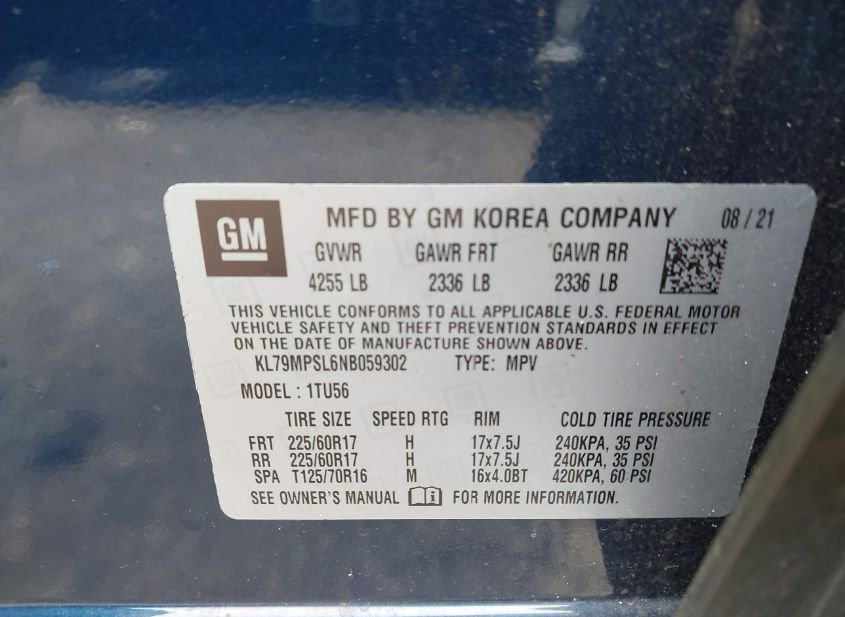 GM MFD BY GM KOREA COMPANY 08 / 21
GVWR GAWR FRT GAWR RR
4255 LB 2336 LB 2336 LB
THIS VEHICLE CONFORMS TO ALL APPLICABLE U.S. FEDERAL MOTOR
VEHICLE SAFETY AND THEFT PREVENTION STANDARDS IN EFFECT
ON THE DATE OF MANUFACTURE SHOWN ABOVE.
KL79MPSL6NB059302 TYPE: MPV
MODEL : 1TU56
TIRE SIZE SPEED RTG RIM COLD TIRE PRESSURE
FRT 225/60R17 H 17x7.5J 240KPA, 35 PSI
RR 225/60R17 H 17x7.5J 240KPA, 35 PSI
SPA T125/70R16 M 16x4.0BT 420KPA, 60 PSI
SEE OWNER'S MANUAL FOR MORE INFORMATION.